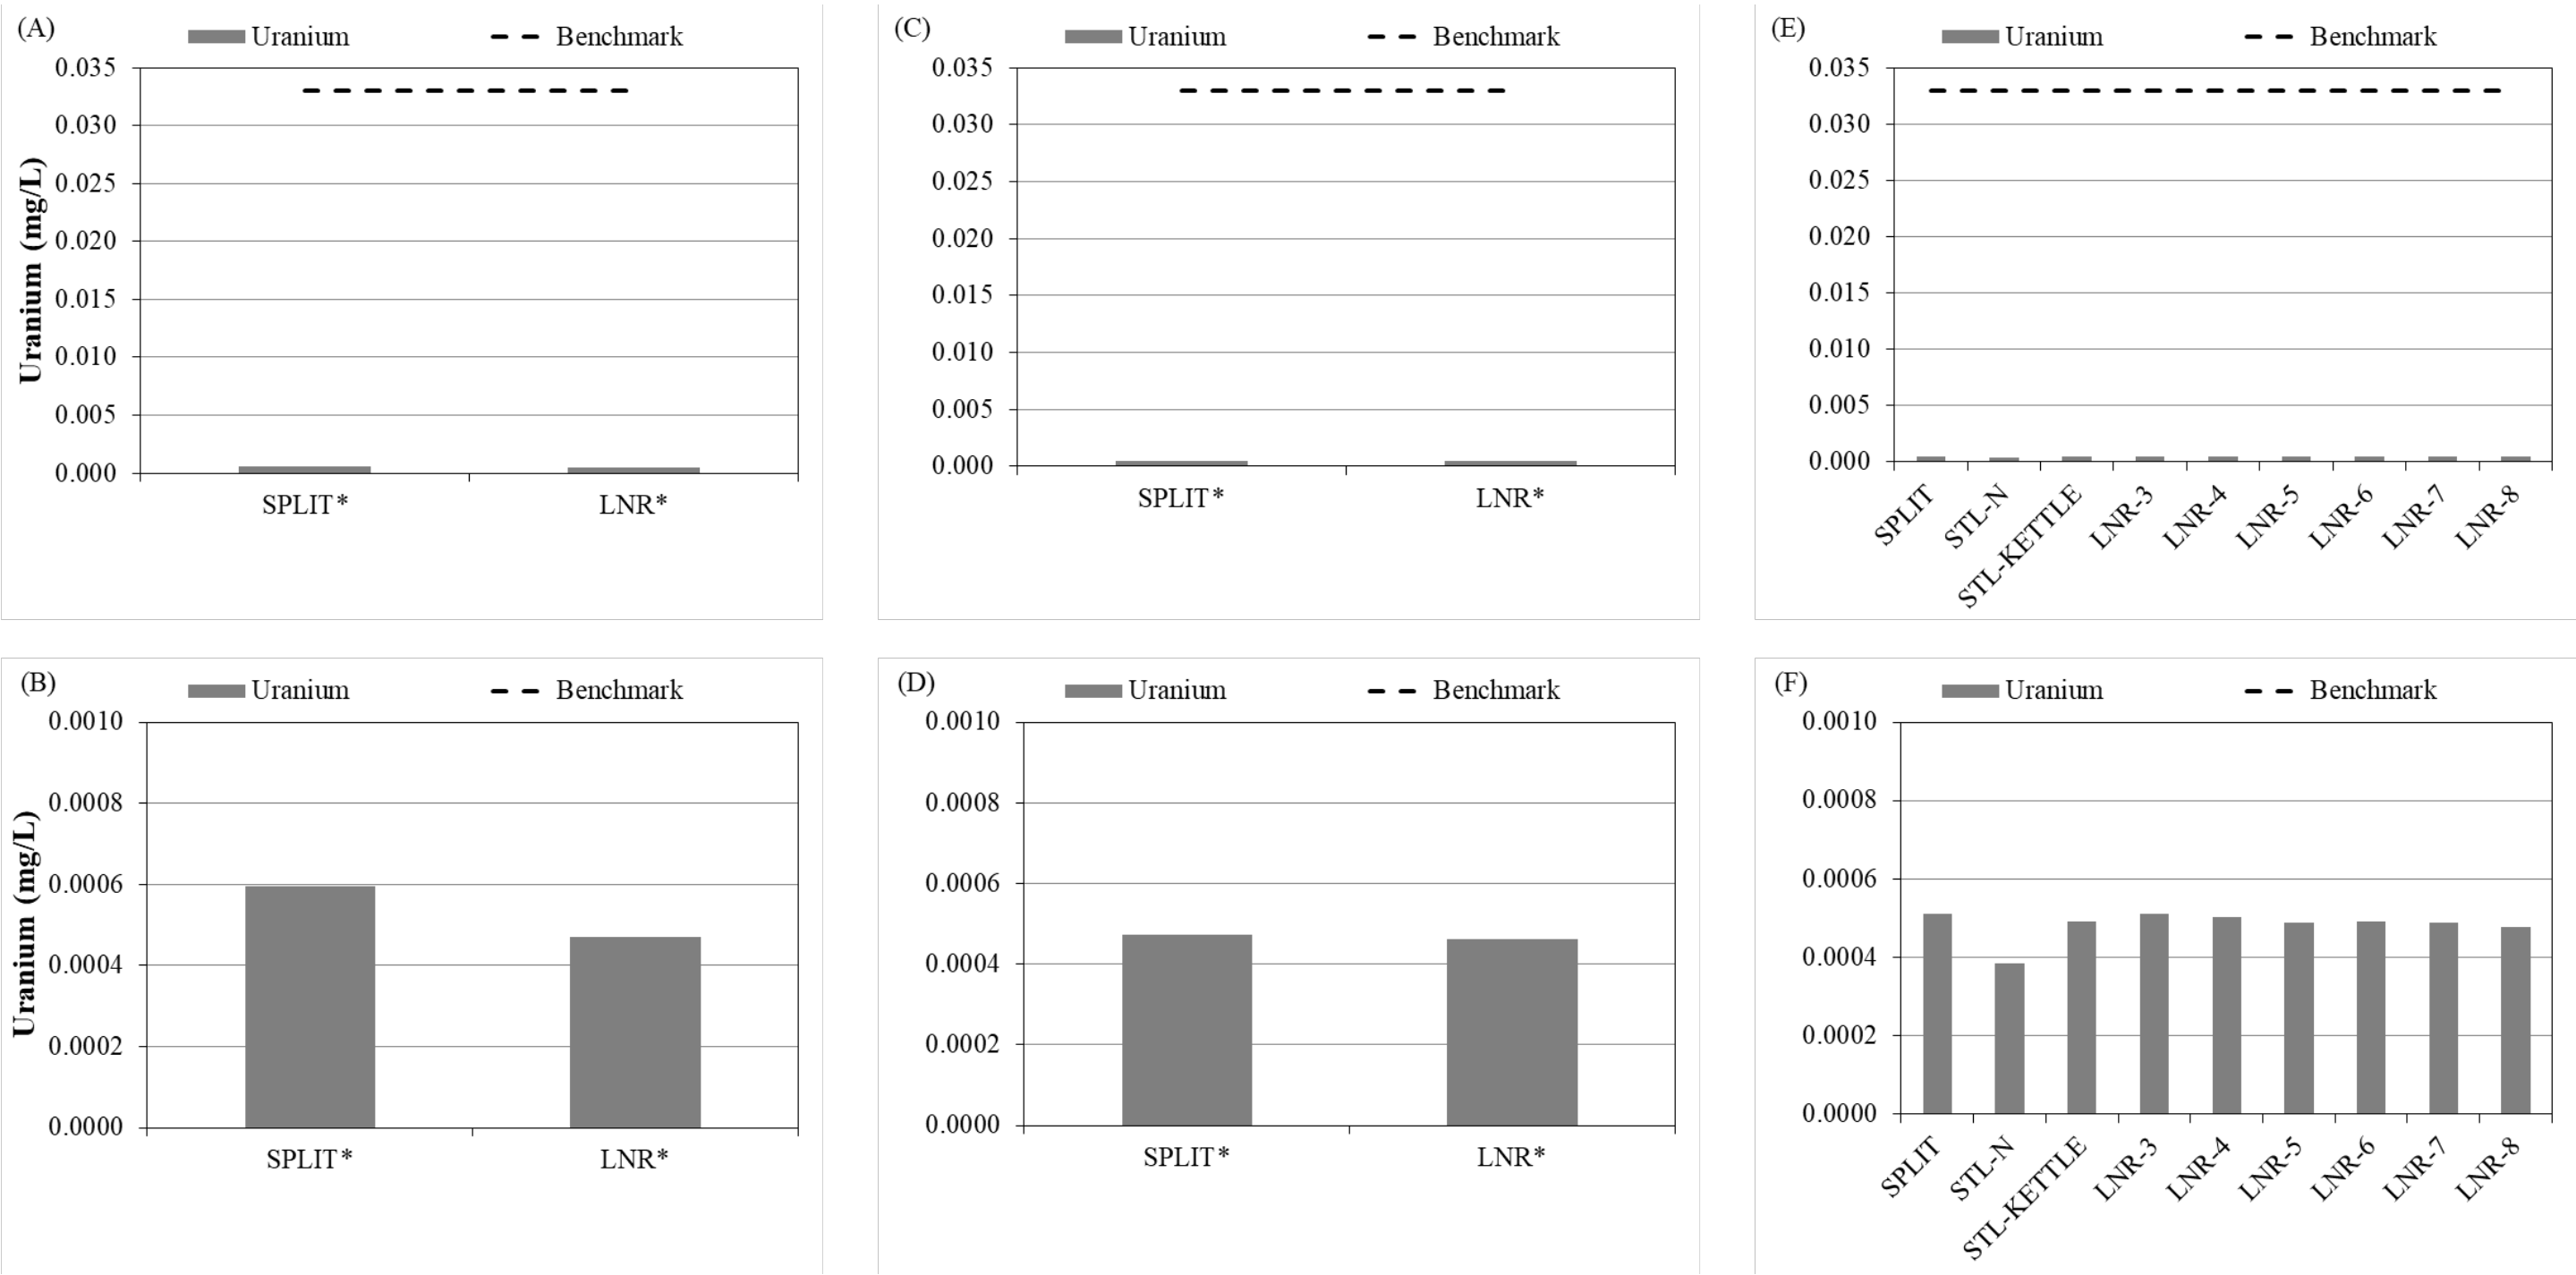 (A)
Uranium
Benchmark
0.035
0.030
0.025
0.020
0.015
0.010
0.005
0.000
Uranium (mg/L)
SPLIT*
LNR*
(C)
Uranium
Benchmark
0.035
0.030
0.025
0.020
0.015
0.010
0.005
0.000
SPLIT*
LNR*
(E)
Uranium
Benchmark
0.035
0.030
0.025
0.020
0.015
0.010
0.005
0.000
SPLIT
STL-N
STL-KETTLE
LNR-3
LNR-4
LNR-5
LNR-6
LNR-7
LNR-8
(B)
Uranium
Benchmark
0.0010
0.0008
0.0006
0.0004
0.0002
0.0000
Uranium (mg/L)
SPLIT*
LNR*
(D)
Uranium
Benchmark
0.0010
0.0008
0.0006
0.0004
0.0002
0.0000
SPLIT*
LNR*
(F)
Uranium
Benchmark
0.0010
0.0008
0.0006
0.0004
0.0002
0.0000
SPLIT
STL-N
STL-KETTLE
LNR-3
LNR-4
LNR-5
LNR-6
LNR-7
LNR-8